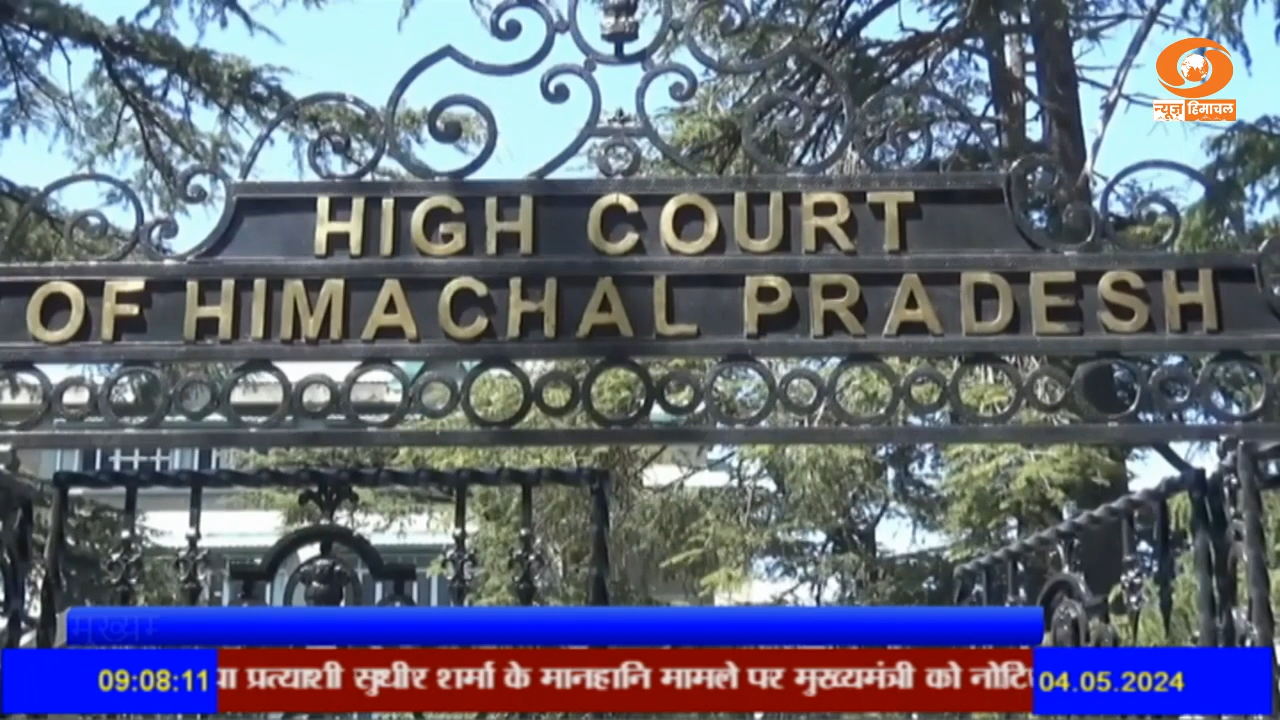 न्यूज़ हिमाचल
HIGH COURT
OF HIMACHAL PRADESH
09:08:11
प्रत्याशी सुधीर शर्मा के मानहानि मामले पर मुख्यमंत्री को
04.05.2024